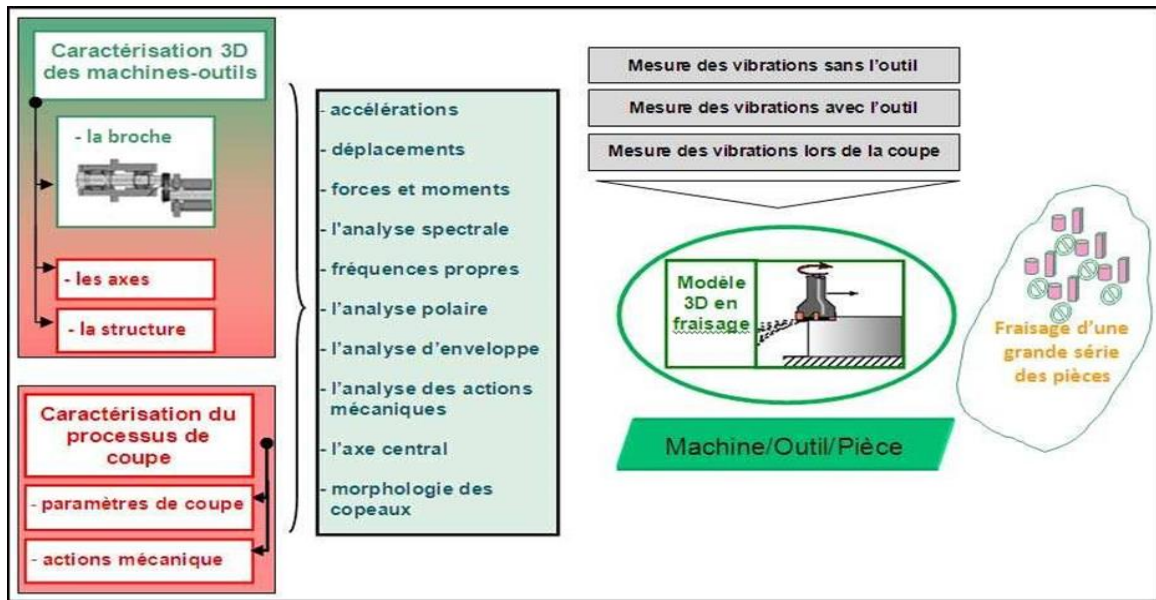 Caractérisation 3D
des machines-outils
- la broche
- les axes
- la structure
Caractérisation du
processus de
coupe
- paramètres de coupe
- actions mécanique
- accélérations
- déplacements
- forces et moments
- l'analyse spectrale
- fréquences propres
- l'analyse polaire
- l'analyse d'enveloppe
- l'analyse des actions
mécaniques
- l'axe central
- morphologie des
copeaux
Mesure des vibrations sans l'outil
Mesure des vibrations avec l'outil
Mesure des vibrations lors de la coupe
Modèle
3D en
fraisage
Machine/Outil/Pièce
Fraisage d'une
grande série
des pièces